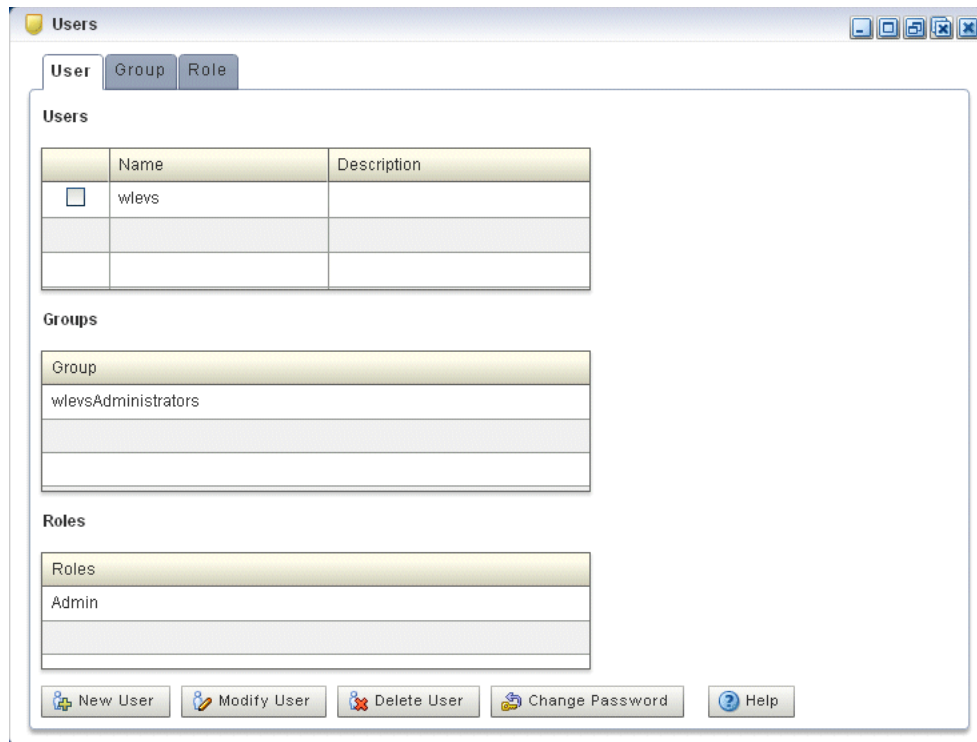 Users
User Group Role
Users
Name Description
wlevs
Groups
Group
wlevsAdministrators
Roles
Roles
Admin
New User Modify User Delete User Change Password ? Help